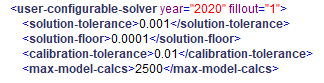 <user-configurable-solver year="2020" fillout="1">
<solution-tolerance>0.001</solution-tolerance>
<solution-floor>0.0001</solution-floor>
<calibration-tolerance>0.01</calibration-tolerance>
<max-model-calcs>2500</max-model-calcs>